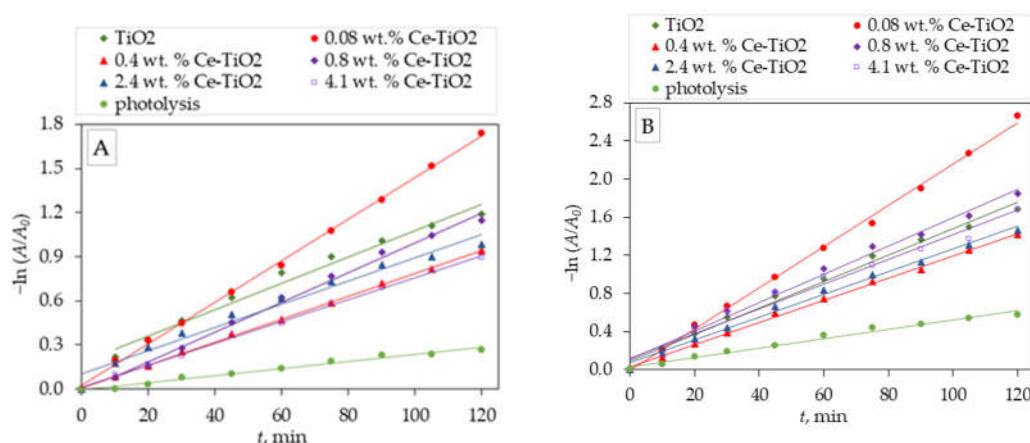 TiO2 0.08 wt.% Ce-TiO2
0.4 wt. % Ce-TiO2 0.8 wt. % Ce-TiO2
2.4 wt. % Ce-TiO2 4.1 wt. % Ce-TiO2
photolysis
A
1.8
1.5
1.2
0.9
0.6
0.3
0.0
−ln (A/A0)
0 20 40 60 80 100 120
t, min
TiO2 0.08 wt.% Ce-TiO2
0.4 wt. % Ce-TiO2 0.8 wt. % Ce-TiO2
2.4 wt. % Ce-TiO2 4.1 wt. % Ce-TiO2
photolysis
B
2.8
2.4
2.0
1.6
1.2
0.8
0.4
0.0
−ln (A/A0)
0 20 40 60 80 100 120
t, min